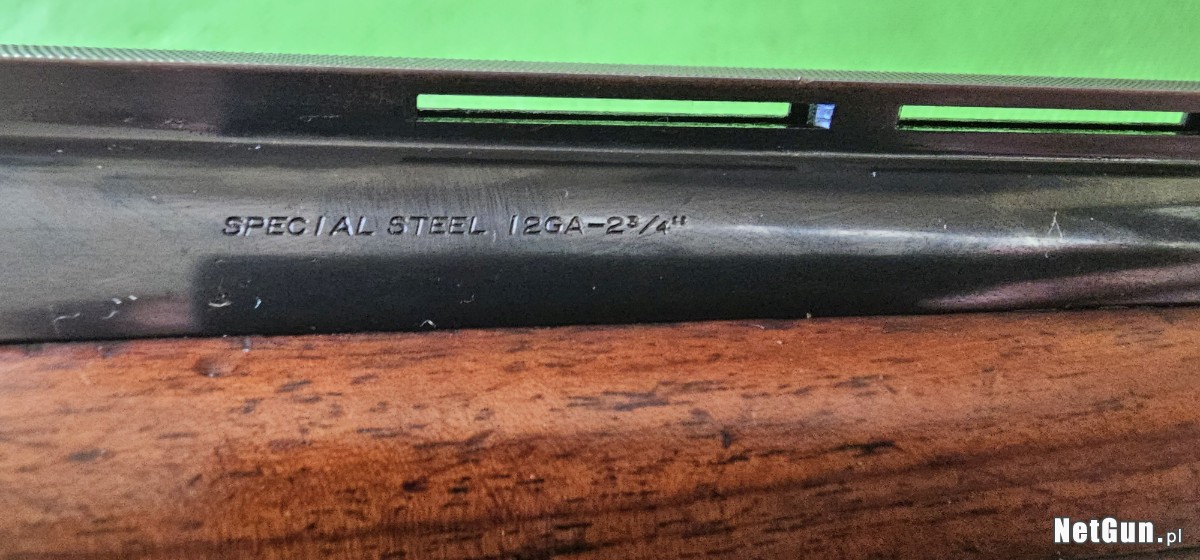 SPECIAL STEEL 12GA-2¾"
NetGun.pl